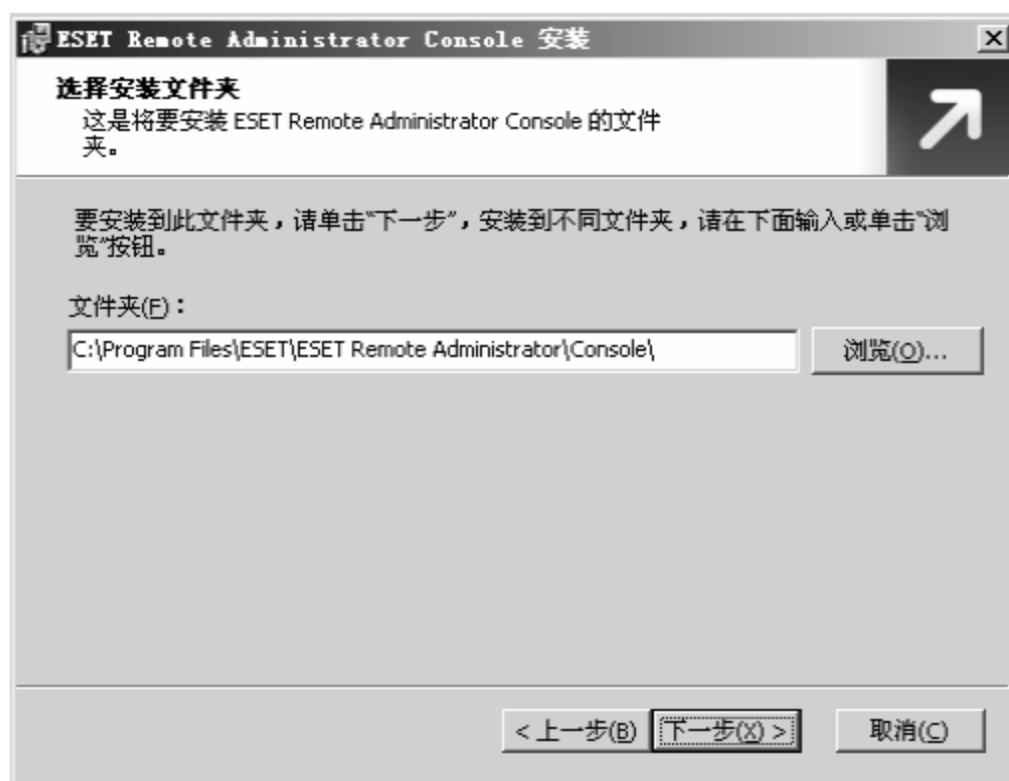 ESET Remote Administrator Console 安装
选择安装文件夹
这是将要安装 ESET Remote Administrator Console 的文件
夹。
要安装到此文件夹，请单击“下一步”，安装到不同文件夹，请在下面输入或单击“浏
览”按钮。
文件夹(F)：
C:\Program Files\ESET\ESET Remote Administrator\Console\
浏览(O)...
< 上一步(B)
下一步(X) >
取消(C)